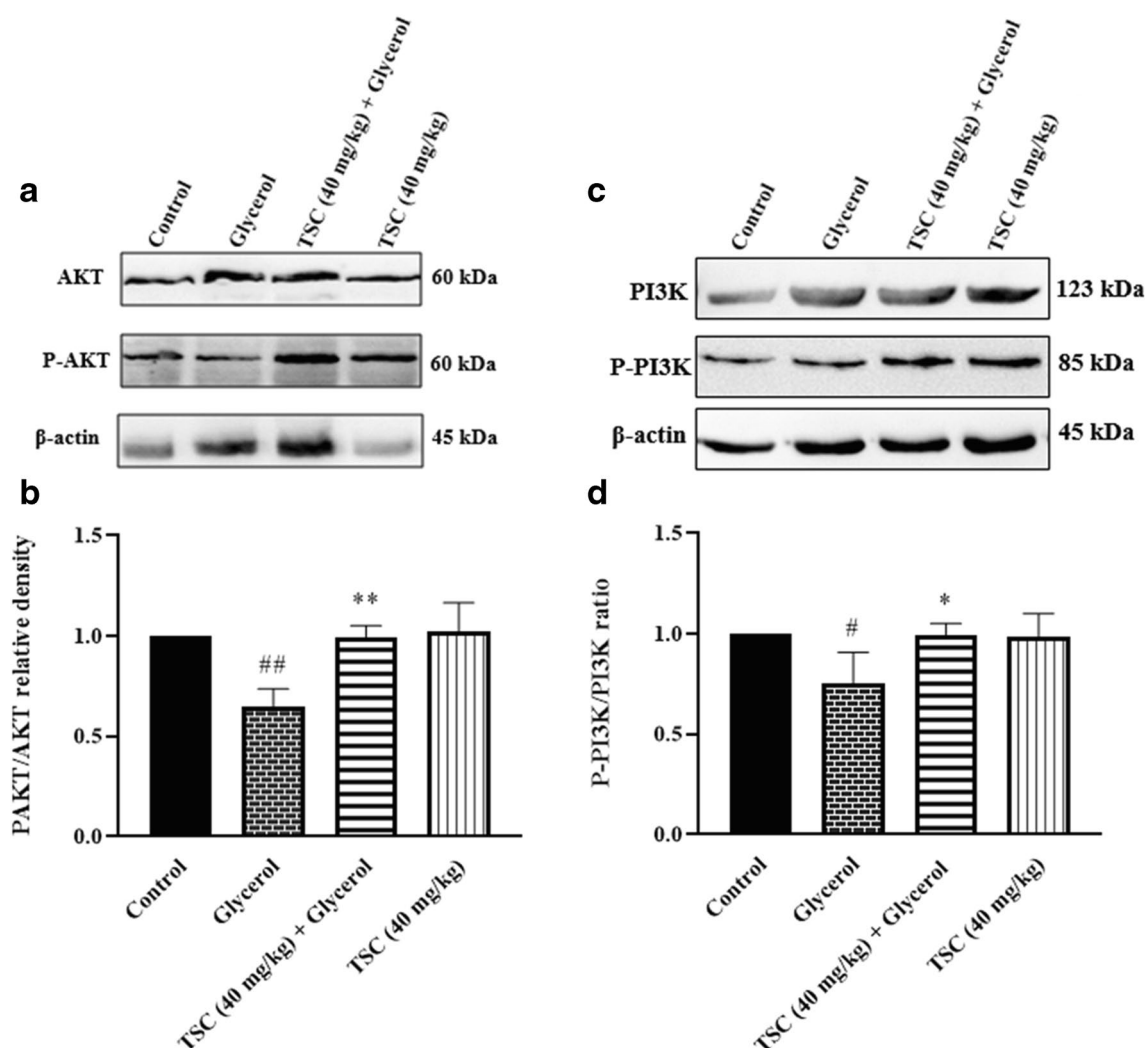 a
Control
Glycerol
TSC (40 mg/kg) + Glycerol
TSC (40 mg/kg)
AKT
60 kDa
P-AKT
60 kDa
β-actin
45 kDa
b
PAKT/AKT relative density
1.5
1.0
0.5
0.0
##
**
Control
Glycerol
TSC (40 mg/kg) + Glycerol
TSC (40 mg/kg)
c
Control
Glycerol
TSC (40 mg/kg) + Glycerol
TSC (40 mg/kg)
PI3K
123 kDa
P-PI3K
85 kDa
β-actin
45 kDa
d
P-PI3K/PI3K ratio
1.5
1.0
0.5
0.0
#
*
Control
Glycerol
TSC (40 mg/kg) + Glycerol
TSC (40 mg/kg)